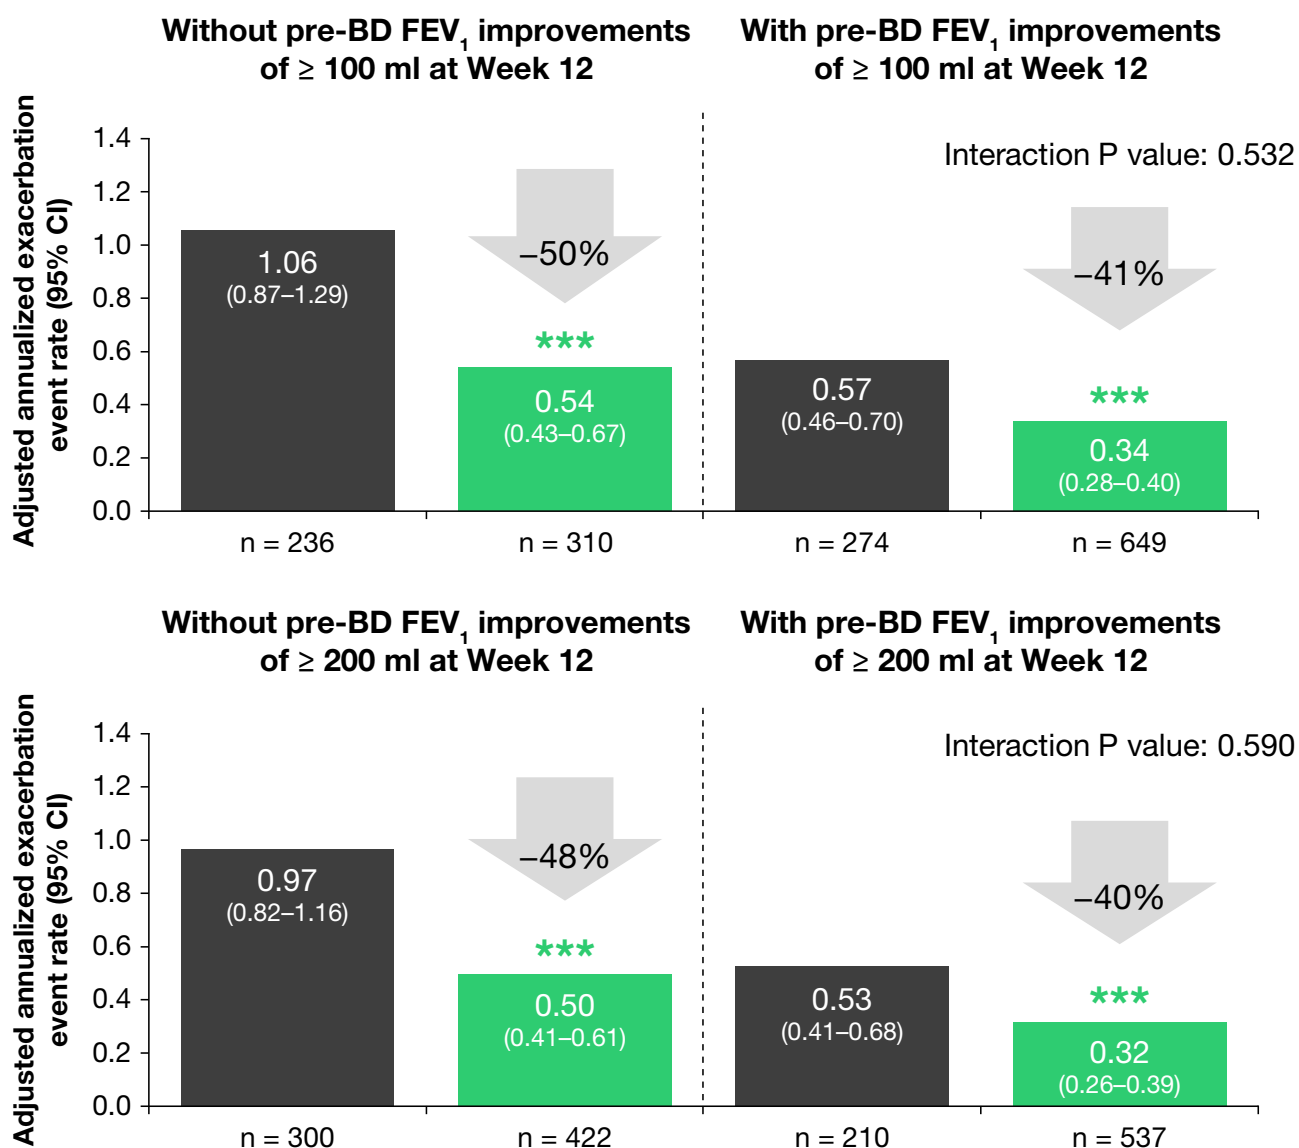 Without pre-BD FEV₁ improvements
of ≥ 100 ml at Week 12
With pre-BD FEV₁ improvements
of ≥ 100 ml at Week 12
Adjusted annualized exacerbation
event rate (95% CI)
1.4
1.2
1.0
0.8
0.6
0.4
0.2
0.0
Interaction P value: 0.532
1.06
(0.87–1.29)
–50%
***
0.54
(0.43–0.67)
0.57
(0.46–0.70)
–41%
***
0.34
(0.28–0.40)
n = 236
n = 310
n = 274
n = 649
Without pre-BD FEV₁ improvements
of ≥ 200 ml at Week 12
With pre-BD FEV₁ improvements
of ≥ 200 ml at Week 12
Adjusted annualized exacerbation
event rate (95% CI)
1.4
1.2
1.0
0.8
0.6
0.4
0.2
0.0
Interaction P value: 0.590
0.97
(0.82–1.16)
–48%
***
0.50
(0.41–0.61)
0.53
(0.41–0.68)
–40%
***
0.32
(0.26–0.39)
n = 300
n = 422
n = 210
n = 537